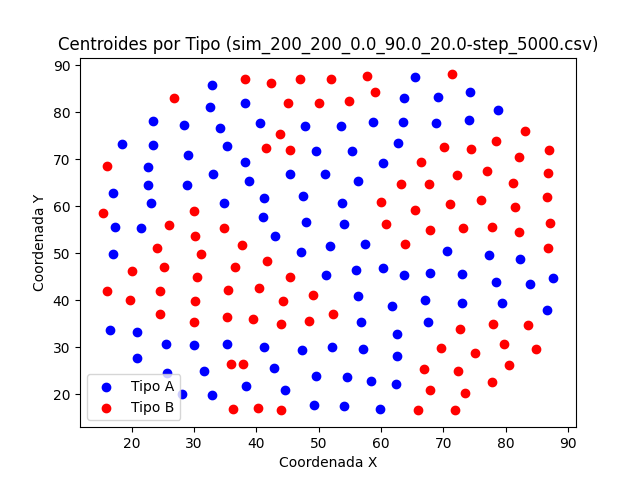 Centroides por Tipo (sim_200_200_0.0_90.0_20.0-step_5000.csv)
90
80
70
60
50
40
30
20
Coordenada Y
Tipo A
Tipo B
20 30 40 50 60 70 80 90
Coordenada X